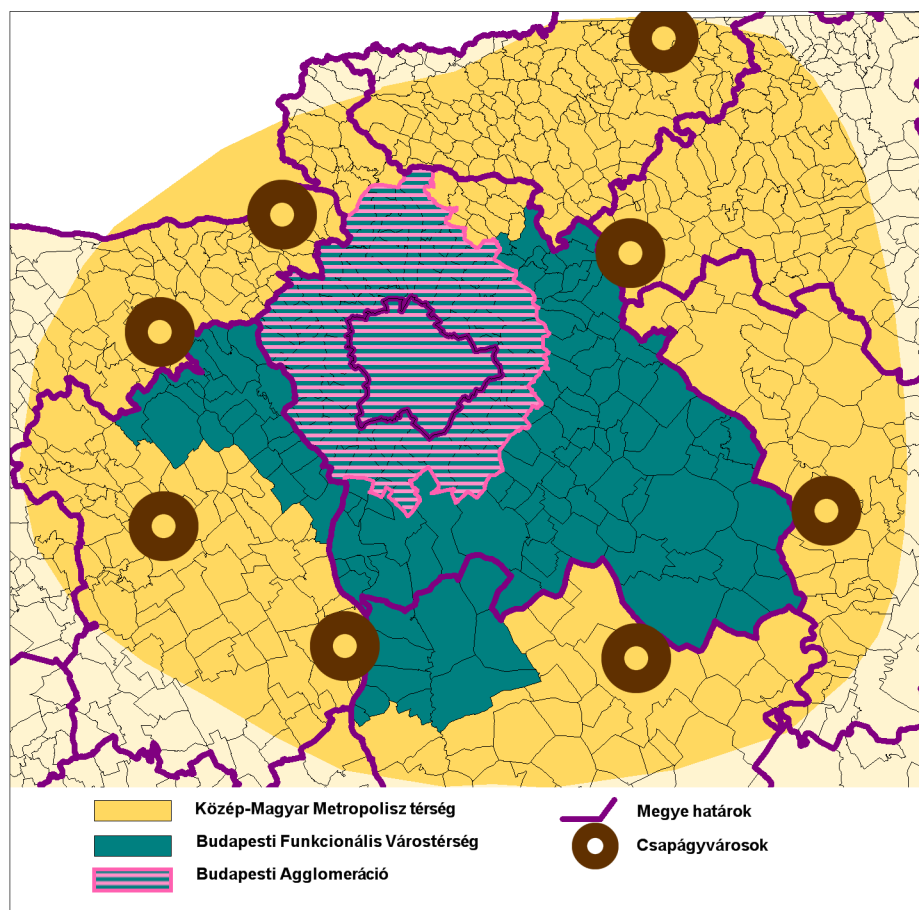 Közép-Magyar Metropolisz térség
Budapesti Funkcionális Várostérség
Budapesti Agglomeráció
Megye határok
Csapágyvárosok